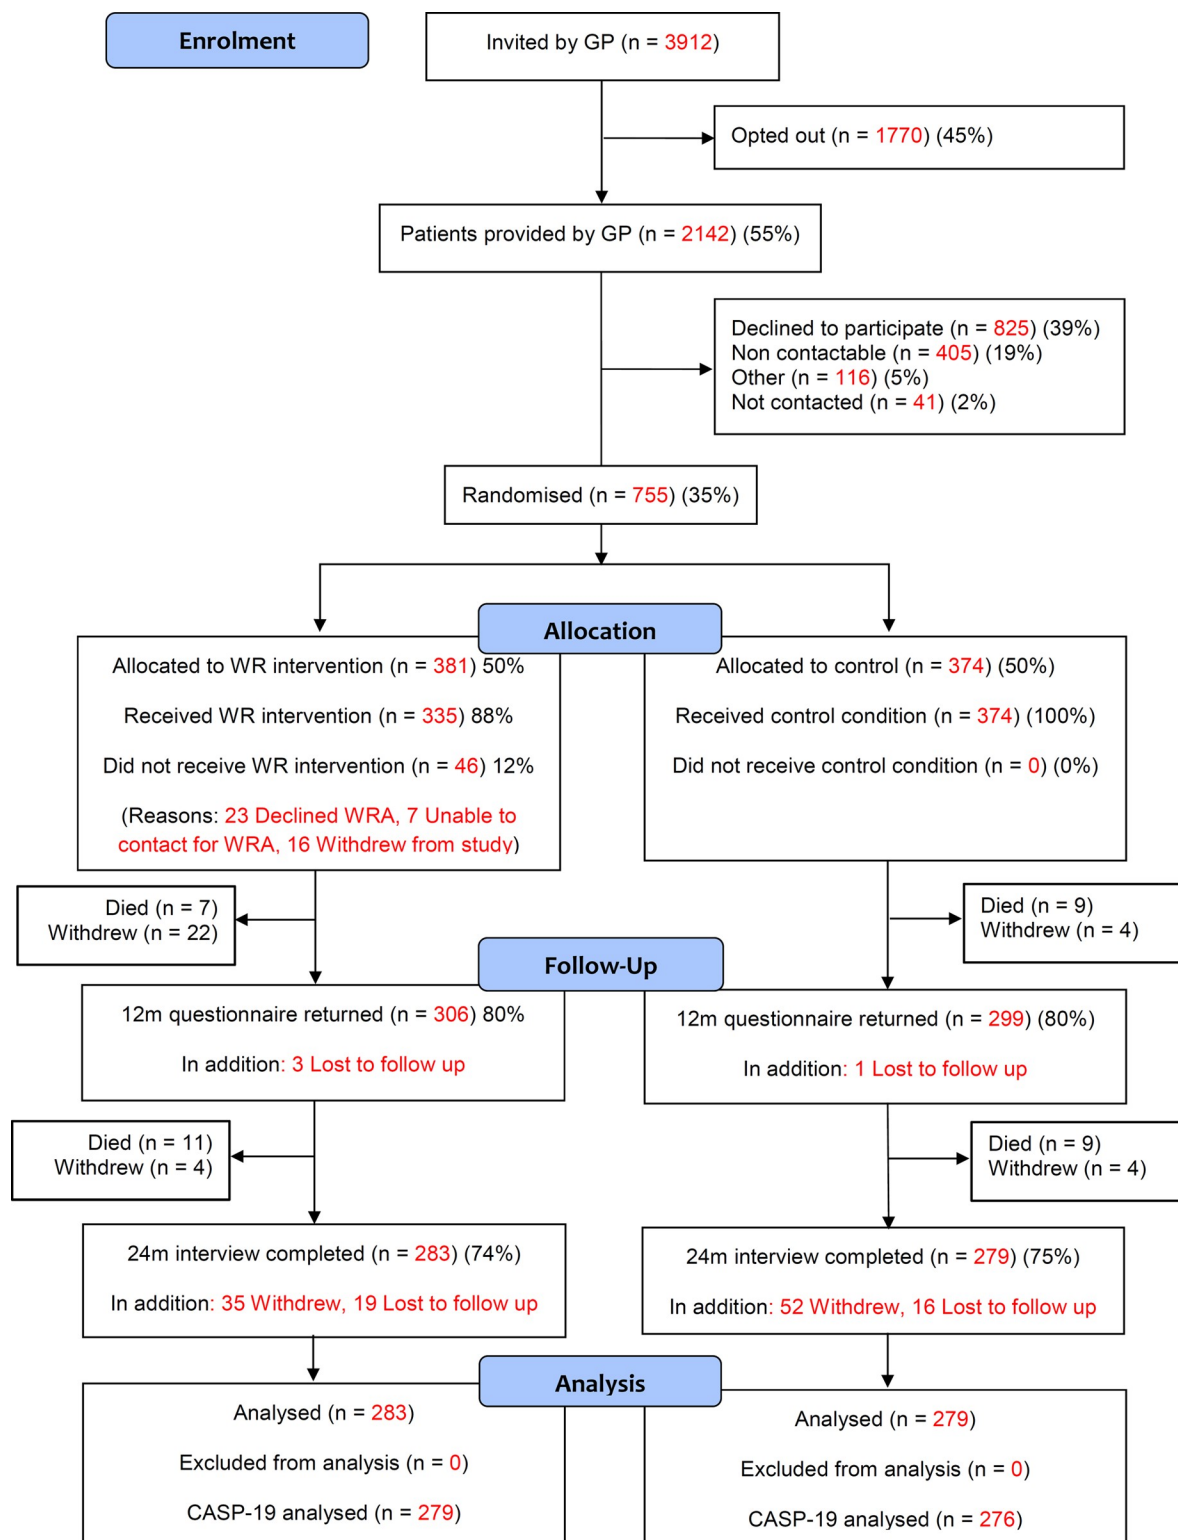 Enrolment
Invited by GP (n = 3912)
Opted out (n = 1770) (45%)
Patients provided by GP (n = 2142) (55%)
Declined to participate (n = 825) (39%)
Non contactable (n = 405) (19%)
Other (n = 116) (5%)
Not contacted (n = 41) (2%)
Randomised (n = 755) (35%)
Allocation
Allocated to WR intervention (n = 381) 50%
Received WR intervention (n = 335) 88%
Did not receive WR intervention (n = 46) 12%
(Reasons: 23 Declined WRA, 7 Unable to
contact for WRA, 16 Withdrew from study)
Allocated to control (n = 374) (50%)
Received control condition (n = 374) (100%)
Did not receive control condition (n = 0) (0%)
Died (n = 7)
Withdrew (n = 22)
Died (n = 9)
Withdrew (n = 4)
Follow-Up
12m questionnaire returned (n = 306) 80%
In addition: 3 Lost to follow up
12m questionnaire returned (n = 299) (80%)
In addition: 1 Lost to follow up
Died (n = 11)
Withdrew (n = 4)
Died (n = 9)
Withdrew (n = 4)
24m interview completed (n = 283) (74%)
In addition: 35 Withdrew, 19 Lost to follow up
24m interview completed (n = 279) (75%)
In addition: 52 Withdrew, 16 Lost to follow up
Analysis
Analysed (n = 283)
Excluded from analysis (n = 0)
CASP-19 analysed (n = 279)
Analysed (n = 279)
Excluded from analysis (n = 0)
CASP-19 analysed (n = 276)